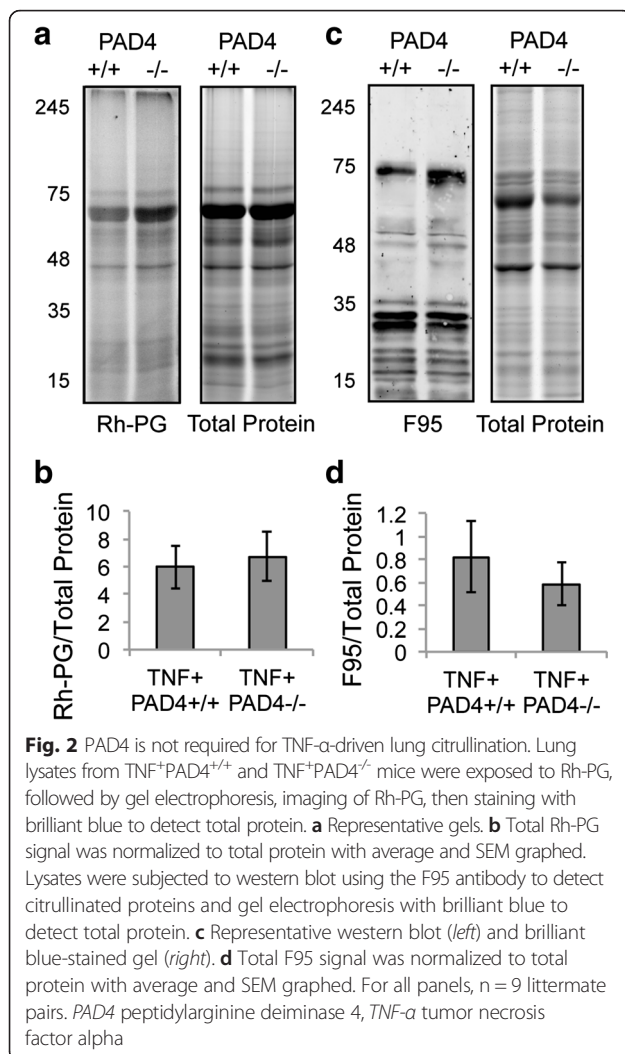 a
PAD4
+/+ -/-
245
75
48
35
15
Rh-PG Total Protein
PAD4
+/+ -/-
c
PAD4
+/+ -/-
245
75
48
35
15
F95 Total Protein
PAD4
+/+ -/-
b
Rh-PG/Total Protein
10
8
6
4
2
0
TNF+ TNF+
PAD4+/+ PAD4-/-
d
F95/Total Protein
1.2
1
0.8
0.6
0.4
0.2
0
TNF+ TNF+
PAD4+/+ PAD4-/-
Fig. 2 PAD4 is not required for TNF-α-driven lung citrullination. Lung
lysates from TNF⁺PAD4⁺/⁺ and TNF⁺PAD4⁻/⁻ mice were exposed to Rh-PG,
followed by gel electrophoresis, imaging of Rh-PG, then staining with
brilliant blue to detect total protein. a Representative gels. b Total Rh-PG
signal was normalized to total protein with average and SEM graphed.
Lysates were subjected to western blot using the F95 antibody to detect
citrullinated proteins and gel electrophoresis with brilliant blue to
detect total protein. c Representative western blot (left) and brilliant
blue-stained gel (right). d Total F95 signal was normalized to total
protein with average and SEM graphed. For all panels, n = 9 littermate
pairs. PAD4 peptidylarginine deiminase 4, TNF-α tumor necrosis
factor alpha